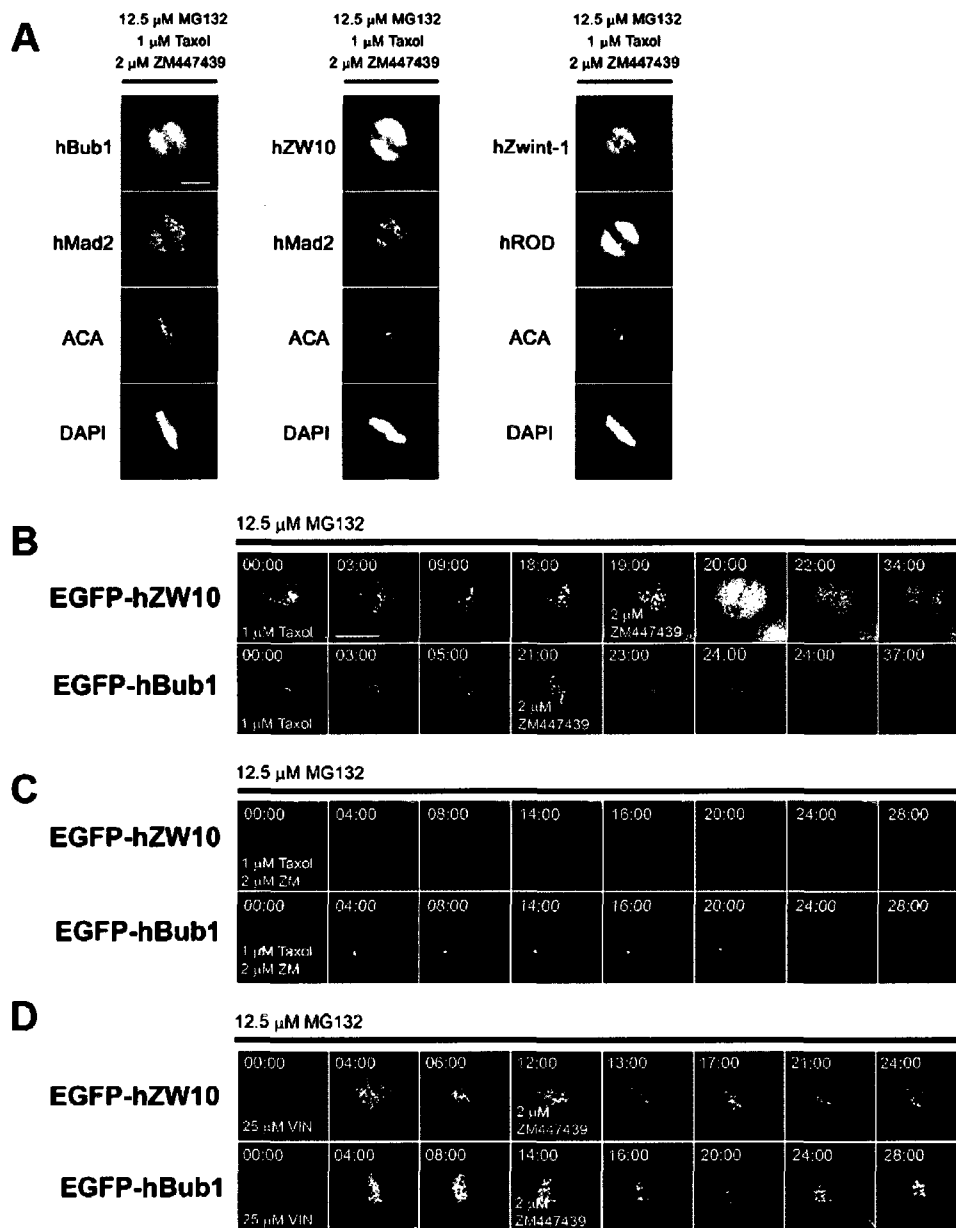 A
12.5 µM MG132
1 µM Taxol
2 µM ZM447439
12.5 µM MG132
1 µM Taxol
2 µM ZM447439
12.5 µM MG132
1 µM Taxol
2 µM ZM447439
hBub1
hZW10
hZwint-1
hMad2
hMad2
hROD
ACA
ACA
ACA
DAPI
DAPI
DAPI
B
12.5 µM MG132
EGFP-hZW10
00:00 03:00 09:00 18:00 19:00 20:00 22:00 34:00
1 µM Taxol
2 µM
ZM447439
EGFP-hBub1
00:00 03:00 05:00 21:00 23:00 24:00 24:00 37:00
1 µM Taxol
2 µM
ZM447439
C
12.5 µM MG132
EGFP-hZW10
00:00 04:00 08:00 14:00 16:00 20:00 24:00 28:00
1 µM Taxol
2 µM ZM
EGFP-hBub1
00:00 04:00 08:00 14:00 16:00 20:00 24:00 28:00
1 µM Taxol
2 µM ZM
D
12.5 µM MG132
EGFP-hZW10
00:00 04:00 06:00 12:00 13:00 17:00 21:00 24:00
25 µM VIN
2 µM
ZM447439
EGFP-hBub1
00:00 04:00 08:00 14:00 16:00 20:00 24:00 28:00
25 µM VIN
2 µM
ZM447439